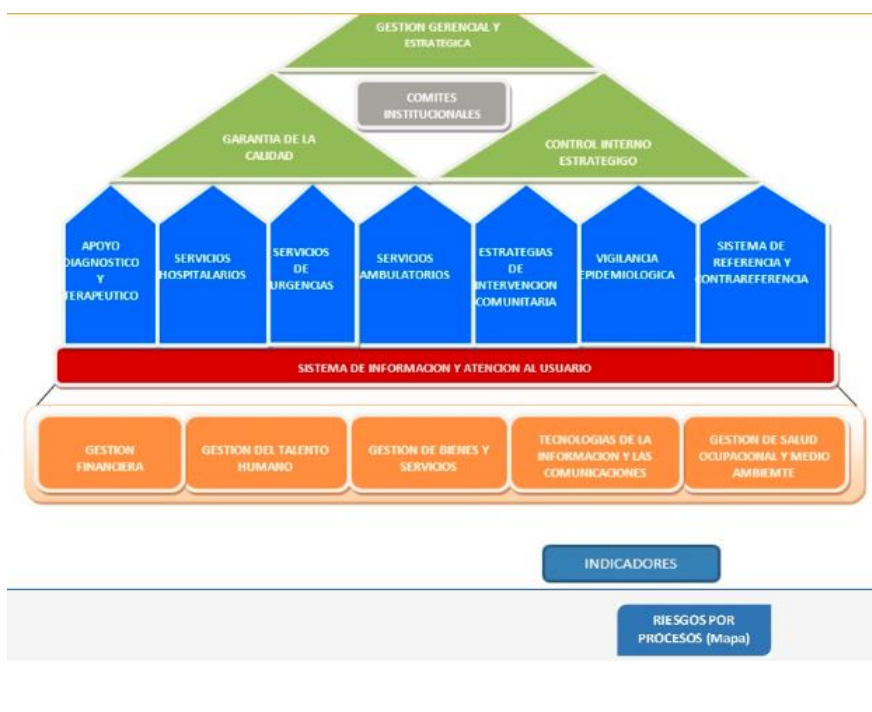 GESTION GERENCIAL Y
ESTRATEGICA
COMITES
INSTITUCIONALES
GARANTIA DE LA
CALIDAD
CONTROL INTERNO
ESTRATEGIGO
APOYO
DIAGNOSTICO
Y
TERAPEUTICO
SERVICIOS
HOSPITALARIOS
SERVICIOS
DE
URGENCIAS
SERVICIOS
AMBULATORIOS
ESTRATEGIAS
DE
INTERVENCION
COMUNITARIA
VIGILANCIA
EPIDEMIOLOGICA
SISTEMA DE
REFERENCIA Y
CONTRAREFERENCIA
SISTEMA DE INFORMACION Y ATENCION AL USUARIO
GESTION
FINANCIERA
GESTION DEL TALENTO
HUMANO
GESTION DE BIENES Y
SERVICIOS
TECNOLOGIAS DE LA
INFORMACION Y LAS
COMUNICACIONES
GESTION DE SALUD
OCUPACIONAL Y MEDIO
AMBIEMTE
INDICADORES
RIESGOS POR
PROCESOS (Mapa)